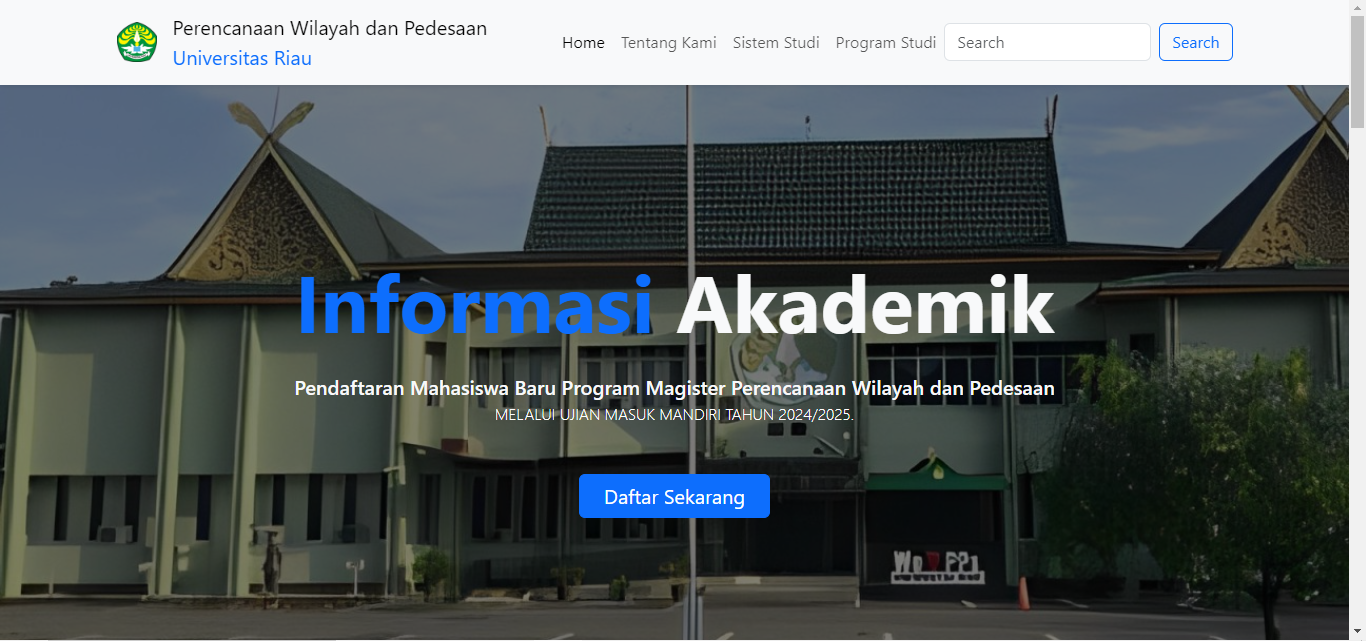 Perencanaan Wilayah dan Pedesaan
Universitas Riau
Home Tentang Kami Sistem Studi Program Studi Search Search
Informasi Akademik
Pendaftaran Mahasiswa Baru Program Magister Perencanaan Wilayah dan Pedesaan
MELALUI UJIAN MASUK MANDIRI TAHUN 2024/2025.
Daftar Sekarang